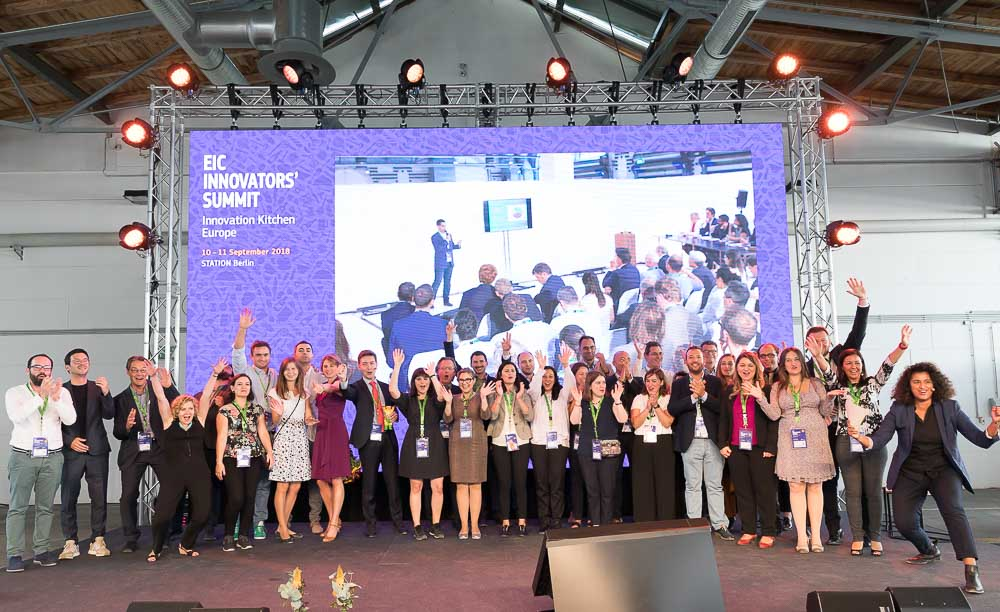 EIC
INNOVATORS'
SUMMIT
Innovation Kitchen
Europe
10 - 11 September 2018
STATION Berlin